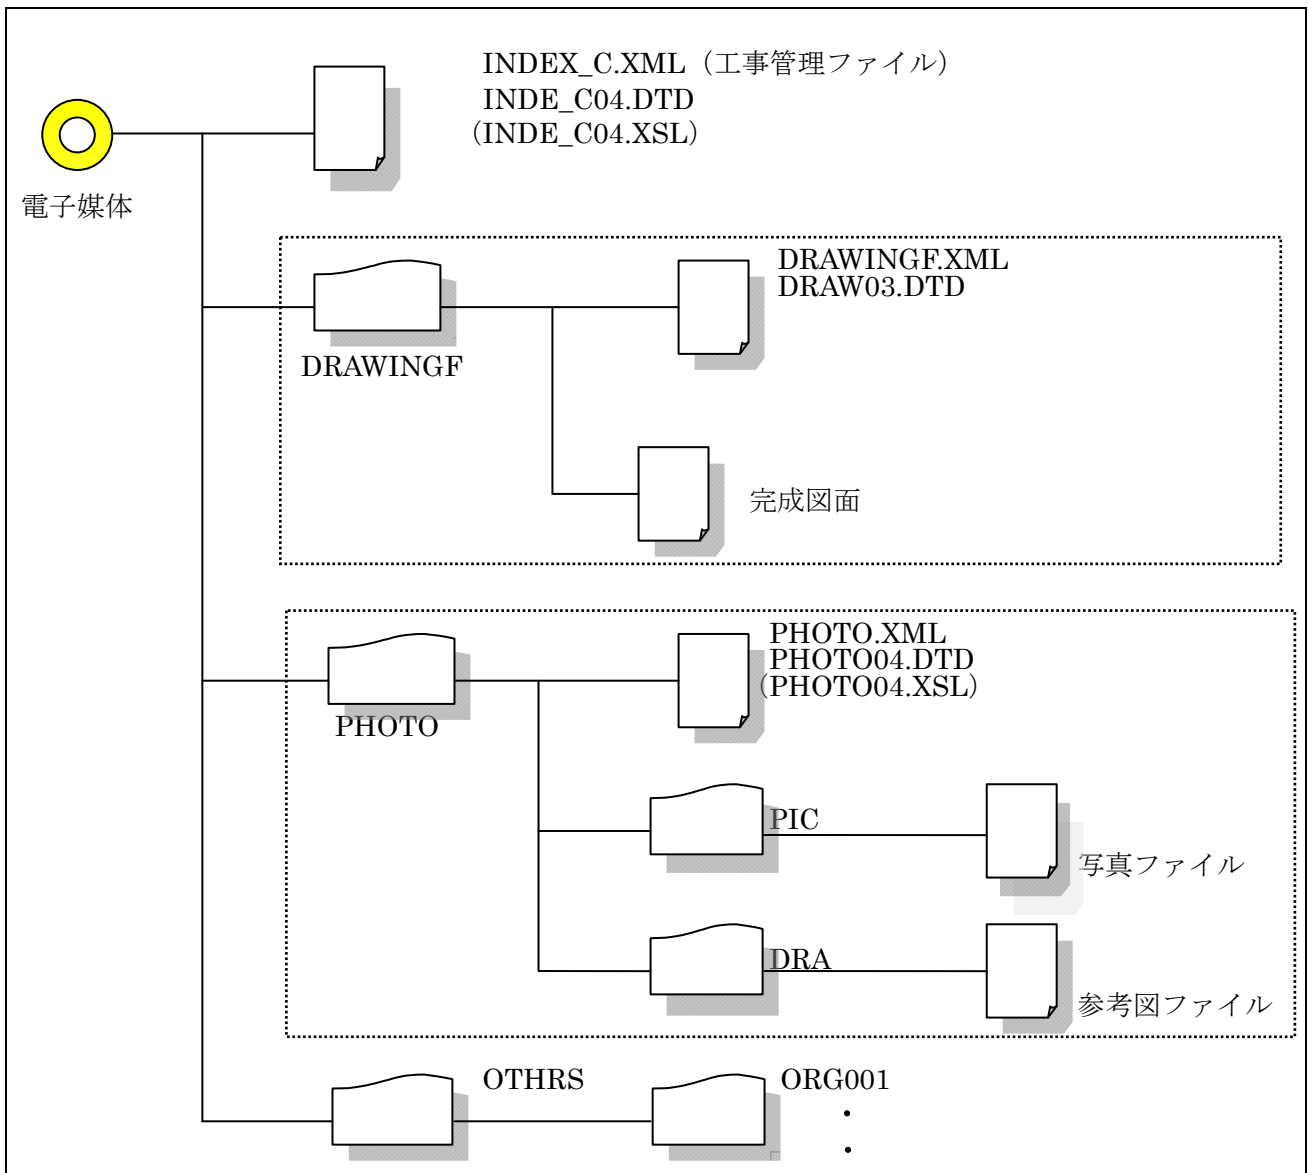 INDEX_C.XML（工事管理ファイル）
INDE_C04.DTD
（INDE_C04.XSL）
電子媒体
DRAWINGF.XML
DRAW03.DTD
DRAWINGF
完成図面
PHOTO.XML
PHOTO04.DTD
（PHOTO04.XSL）
PHOTO
PIC
写真ファイル
DRA
参考図ファイル
OTHRS
ORG001
・
・